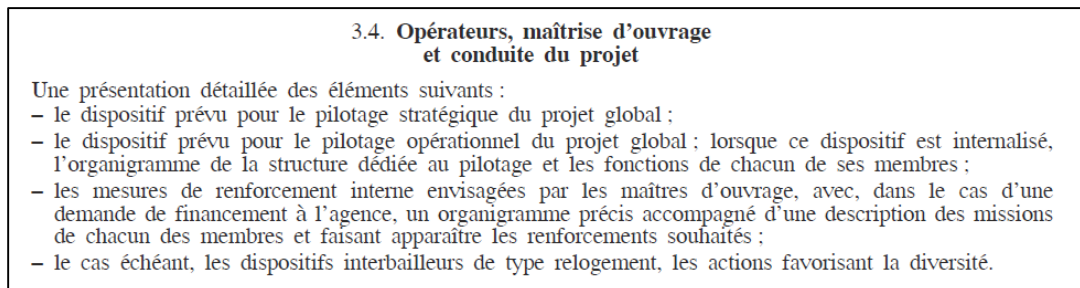 3.4. Opérateurs, maîtrise d’ouvrage
et conduite du projet
Une présentation détaillée des éléments suivants :
– le dispositif prévu pour le pilotage stratégique du projet global ;
– le dispositif prévu pour le pilotage opérationnel du projet global ; lorsque ce dispositif est internalisé,
l’organigramme de la structure dédiée au pilotage et les fonctions de chacun de ses membres ;
– les mesures de renforcement interne envisagées par les maîtres d’ouvrage, avec, dans le cas d’une
demande de financement à l’agence, un organigramme précis accompagné d’une description des missions
de chacun des membres et faisant apparaître les renforcements souhaités ;
– le cas échéant, les dispositifs interbailleurs de type relogement, les actions favorisant la diversité.